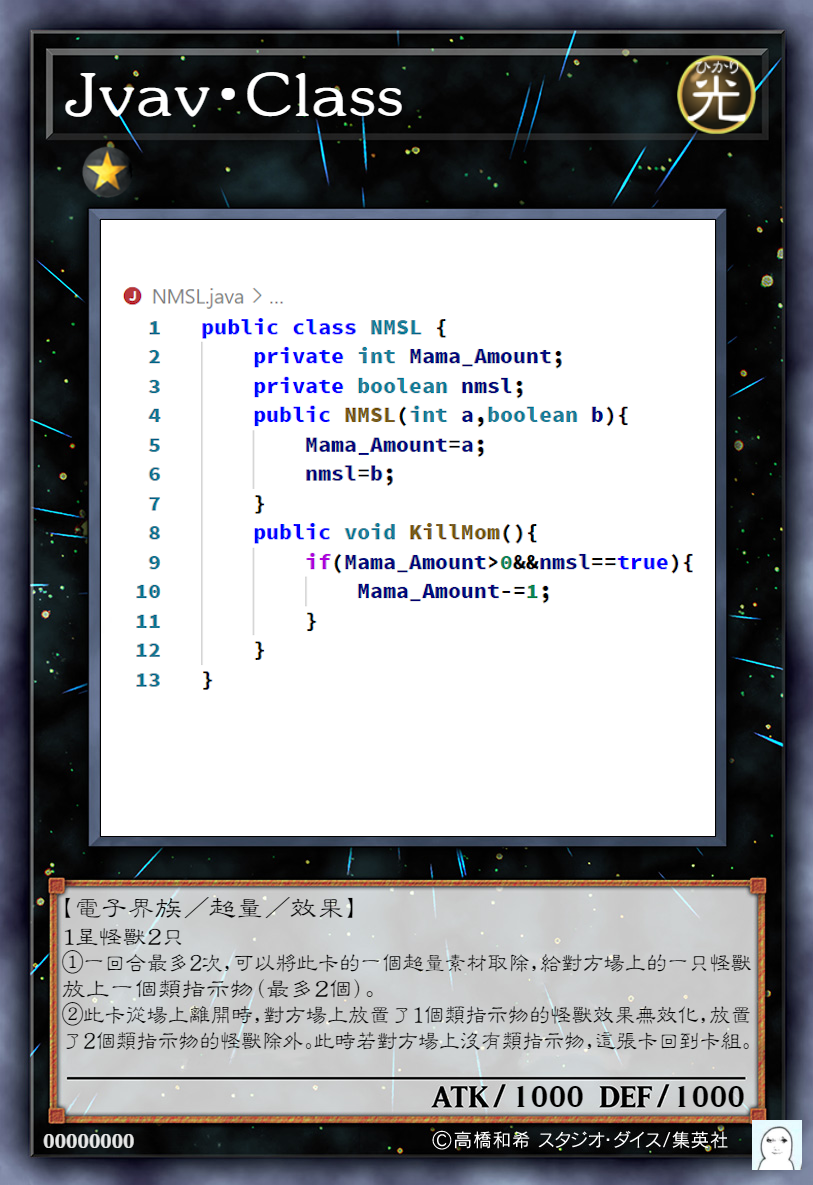 Jvav・Class
ひかり
光
J NMSL.java > ...
1 public class NMSL {
2 private int Mama_Amount;
3 private boolean nmsl;
4 public NMSL(int a,boolean b){
5 Mama_Amount=a;
6 nmsl=b;
7 }
8 public void KillMom(){
9 if(Mama_Amount>0&&nmsl==true){
10 Mama_Amount-=1;
11 }
12 }
13 }
【電子界族／超量／效果】
1星怪獸2只
①一回合最多2次,可以將此卡的一個超量素材取除,給對方場上的一只怪獸
放上一個類指示物(最多2個)。
②此卡從場上離開時,對方場上放置了1個類指示物的怪獸效果無效化,放置
了2個類指示物的怪獸除外。此時若對方場上沒有類指示物,這張卡回到卡組。
ATK/1000 DEF/1000
00000000
©高橋和希 スタジオ・ダイス/集英社